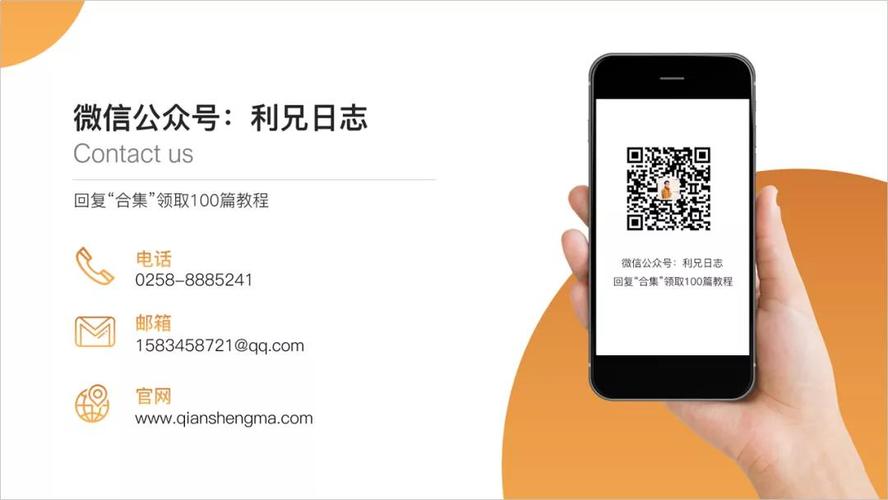 微信公众号：利兄日志
Contact us
回复“合集”领取100篇教程
电话
0258-8885241
邮箱
1583458721@qq.com
官网
www.qianshengma.com
微信公众号：利兄日志
回复“合集”领取100篇教程